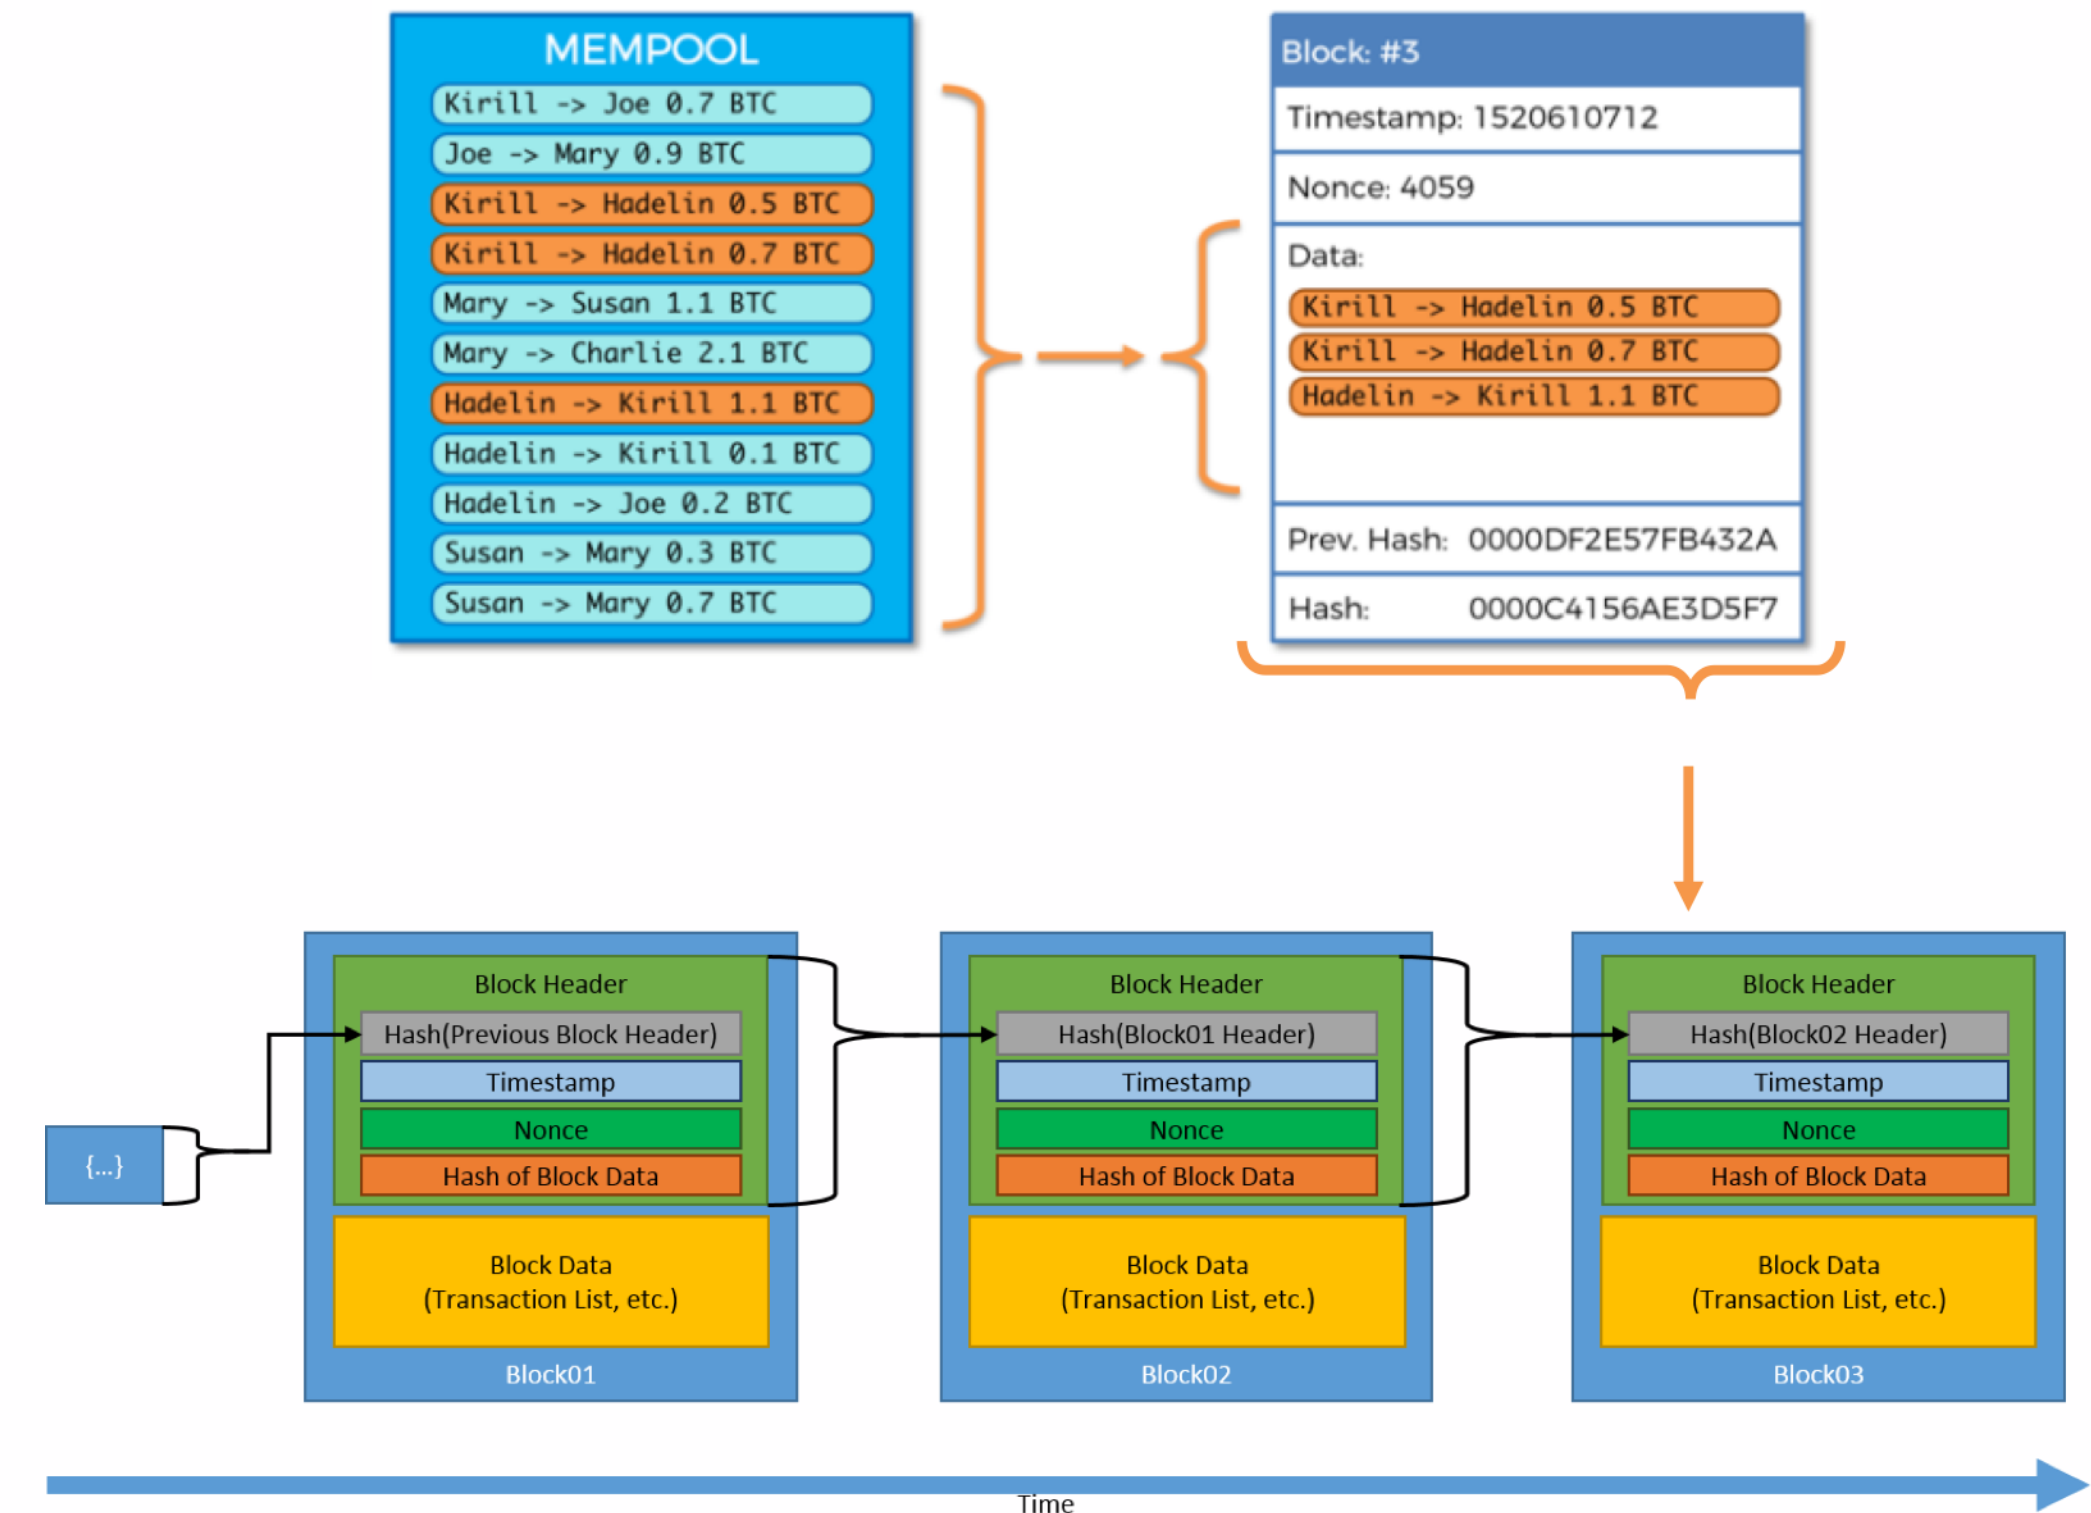 MEMPOOL
Kirill -> Joe 0.7 BTC
Joe -> Mary 0.9 BTC
Kirill -> Hadelin 0.5 BTC
Kirill -> Hadelin 0.7 BTC
Mary -> Susan 1.1 BTC
Mary -> Charlie 2.1 BTC
Hadelin -> Kirill 1.1 BTC
Hadelin -> Kirill 0.1 BTC
Hadelin -> Joe 0.2 BTC
Susan -> Mary 0.3 BTC
Susan -> Mary 0.7 BTC
Block: #3
Timestamp: 1520610712
Nonce: 4059
Data:
Kirill -> Hadelin 0.5 BTC
Kirill -> Hadelin 0.7 BTC
Hadelin -> Kirill 1.1 BTC
Prev. Hash: 0000DF2E57FB432A
Hash: 0000C4156AE3D5F7
{...}
Block Header
Hash(Previous Block Header)
Timestamp
Nonce
Hash of Block Data
Block Data
(Transaction List, etc.)
Block01
Block Header
Hash(Block01 Header)
Timestamp
Nonce
Hash of Block Data
Block Data
(Transaction List, etc.)
Block02
Block Header
Hash(Block02 Header)
Timestamp
Nonce
Hash of Block Data
Block Data
(Transaction List, etc.)
Block03
Time